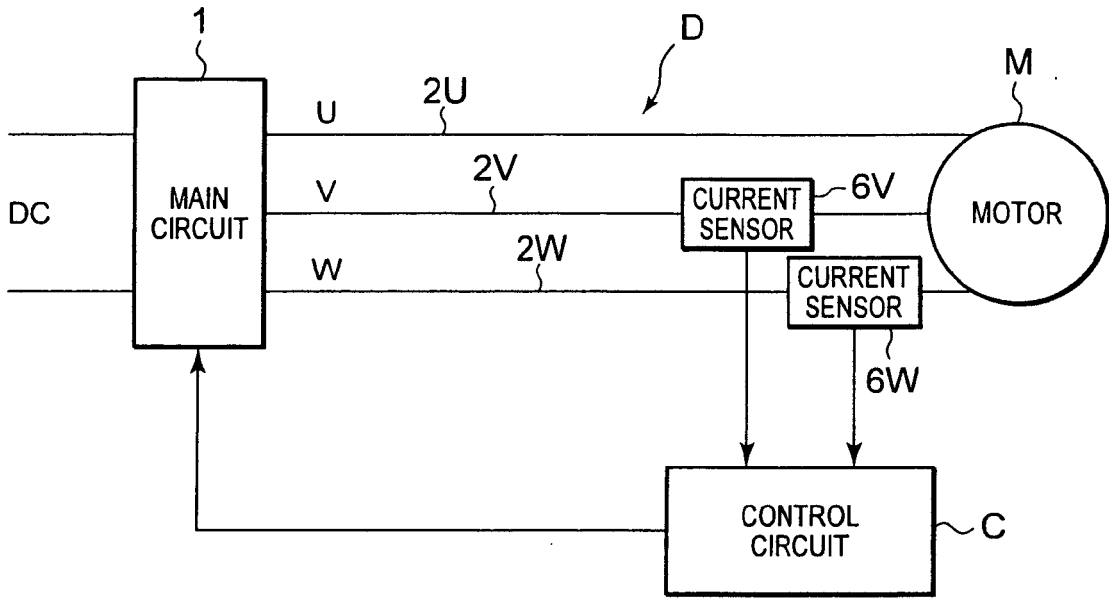 1
D
M
U
2U
V
2V
CURRENT
SENSOR
6V
MAIN
CIRCUIT
DC
MOTOR
W
2W
CURRENT
SENSOR
6W
CONTROL
CIRCUIT
C